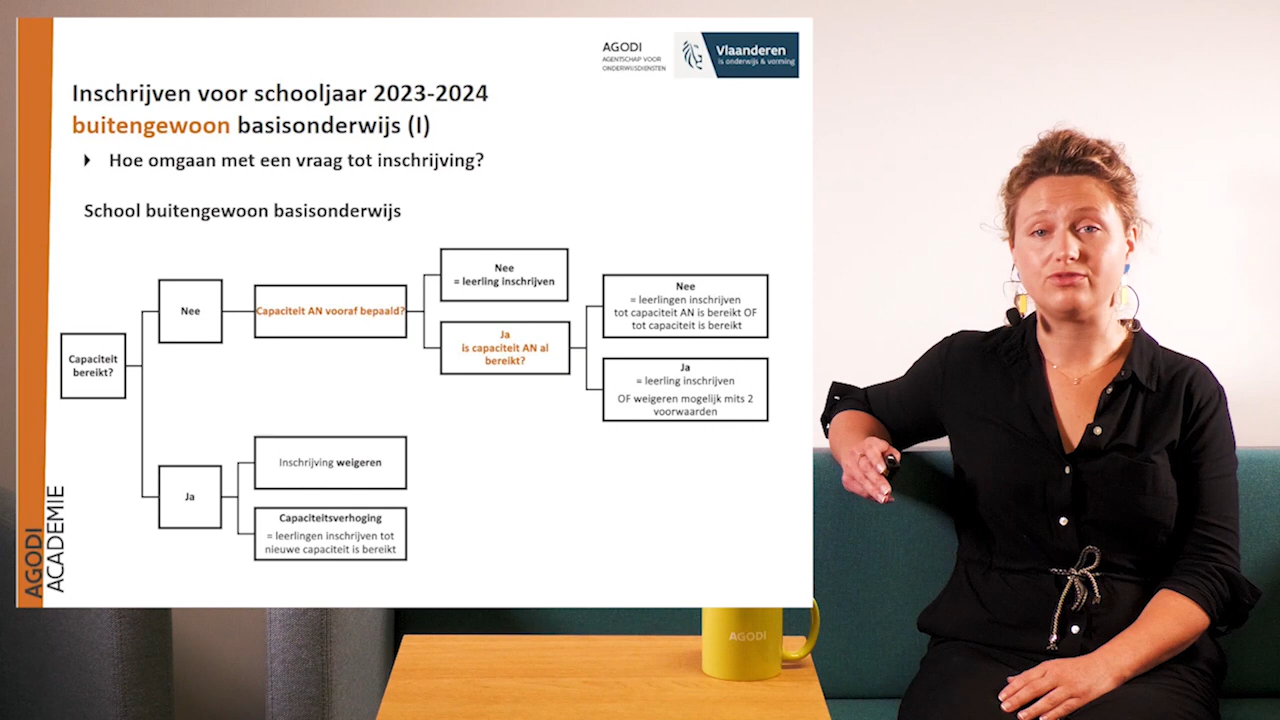 AGODI
AGENTSCHAP VOOR
ONDERWIJSDIENSTEN
Vlaanderen
is onderwijs & vorming
Inschrijven voor schooljaar 2023-2024
buitengewoon basisonderwijs (I)
Hoe omgaan met een vraag tot inschrijving?
School buitengewoon basisonderwijs
Capaciteit
bereikt?
Nee
Capaciteit AN vooraf bepaald?
Nee
= leerling inschrijven
Ja
is capaciteit AN al
bereikt?
Nee
= leerlingen inschrijven
tot capaciteit AN is bereikt OF
tot capaciteit is bereikt
Ja
= leerling inschrijven
OF weigeren mogelijk mits 2
voorwaarden
Ja
Inschrijving weigeren
Capaciteitsverhoging
= leerlingen inschrijven tot
nieuwe capaciteit is bereikt
AGODI
ACADEMIE
AGODI